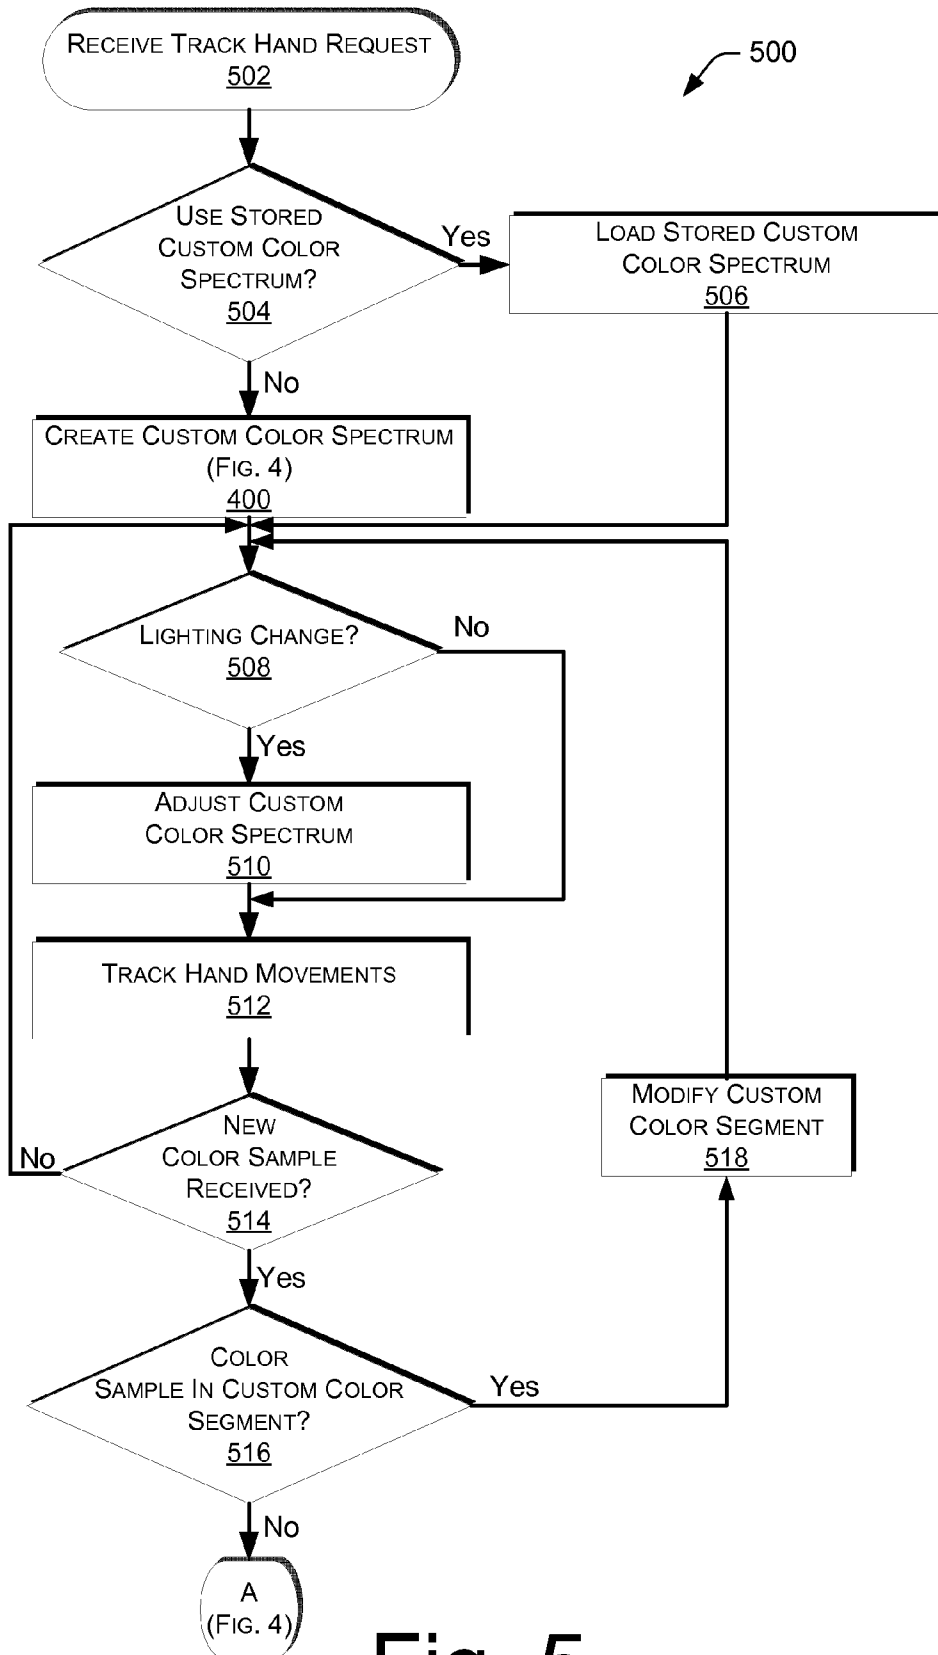 RECEIVE TRACK HAND REQUEST
502
500
USE STORED
CUSTOM COLOR
SPECTRUM?
504
Yes
LOAD STORED CUSTOM
COLOR SPECTRUM
506
No
CREATE CUSTOM COLOR SPECTRUM
(FIG. 4)
400
LIGHTING CHANGE?
508
No
Yes
ADJUST CUSTOM
COLOR SPECTRUM
510
TRACK HAND MOVEMENTS
512
NEW
COLOR SAMPLE
RECEIVED?
514
No
MODIFY CUSTOM
COLOR SEGMENT
518
Yes
COLOR
SAMPLE IN CUSTOM COLOR
SEGMENT?
516
Yes
No
A
(FIG. 4)
Fig. 5